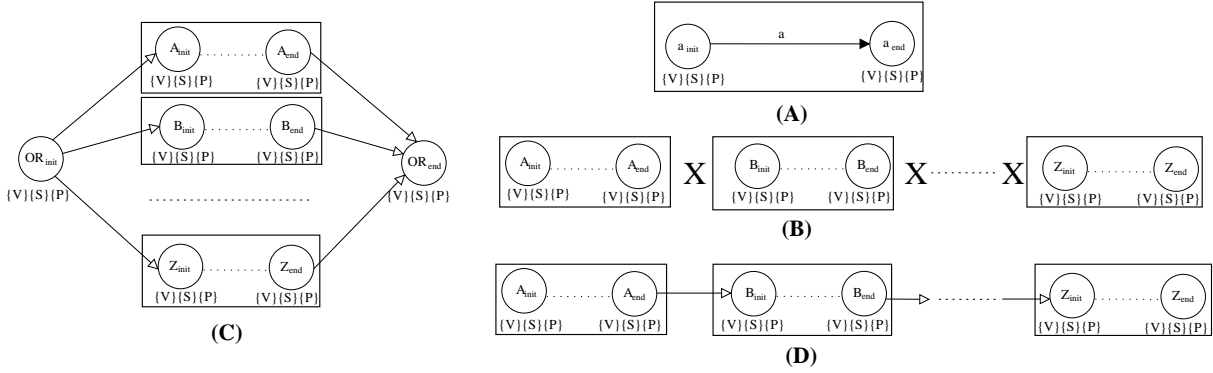 A init A end
{V}{S}{P} {V}{S}{P}
B init B end
{V}{S}{P} {V}{S}{P}
OR init OR end
{V}{S}{P} {V}{S}{P}
Z init Z end
{V}{S}{P} {V}{S}{P}
(C)
a init a a end
{V}{S}{P} {V}{S}{P}
(A)
A init A end X B init B end X X Z init Z end
{V}{S}{P} {V}{S}{P} {V}{S}{P} {V}{S}{P} {V}{S}{P} {V}{S}{P}
(B)
A init A end B init B end Z init Z end
{V}{S}{P} {V}{S}{P} {V}{S}{P} {V}{S}{P} {V}{S}{P} {V}{S}{P}
(D)